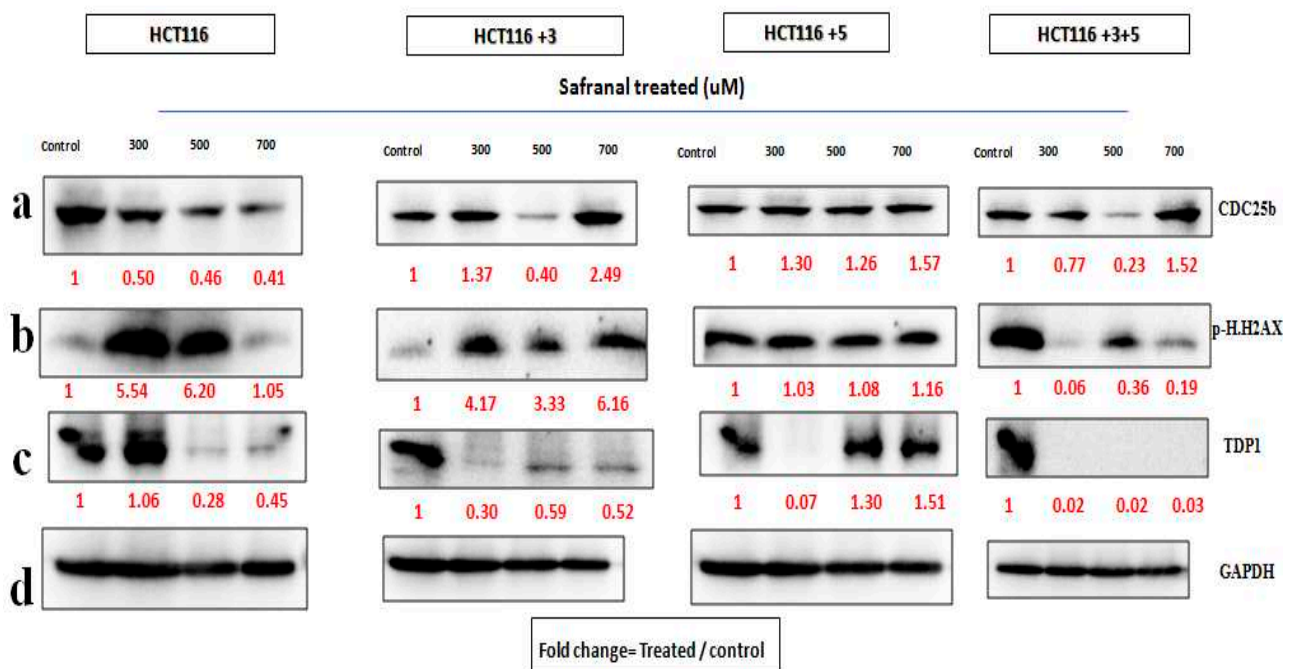 HCT116 HCT116 +3 HCT116 +5 HCT116 +3+5
Safranal treated (uM)
Control 300 500 700 Control 300 500 700 Control 300 500 700 Control 300 500 700
a CDC25b
1 0.50 0.46 0.41 1 1.37 0.40 2.49 1 1.30 1.26 1.57 1 0.77 0.23 1.52
b p-H.H2AX
1 5.54 6.20 1.05 1 4.17 3.33 6.16 1 1.03 1.08 1.16 1 0.06 0.36 0.19
c TDP1
1 1.06 0.28 0.45 1 0.30 0.59 0.52 1 0.07 1.30 1.51 1 0.02 0.02 0.03
d GAPDH
Fold change= Treated / control